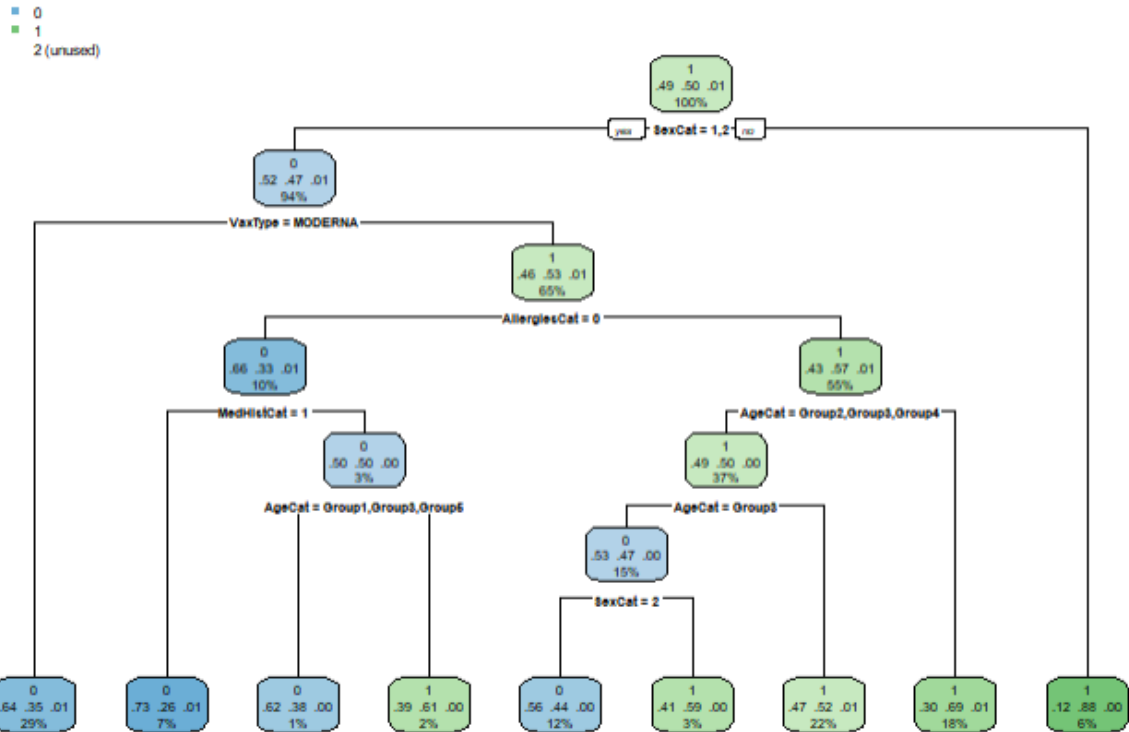 0
1
2 (unused)
1
.49 .50 .01
100%
yes SexCat = 1,2 no
0
.52 .47 .01
94%
VaxType = MODERNA
1
.46 .53 .01
65%
AllergiesCat = 0
0
.66 .33 .01
10%
1
.43 .57 .01
55%
MedHistCat = 1
AgeCat = Group2,Group3,Group4
0
.50 .50 .00
3%
1
.49 .50 .00
37%
AgeCat = Group1,Group3,Group5
AgeCat = Group3
0
.53 .47 .00
15%
SexCat = 2
0
.64 .35 .01
29%
0
.73 .26 .01
7%
0
.62 .38 .00
1%
1
.39 .61 .00
2%
0
.56 .44 .00
12%
1
.41 .59 .00
3%
1
.47 .52 .01
22%
1
.30 .69 .01
18%
1
.12 .88 .00
6%